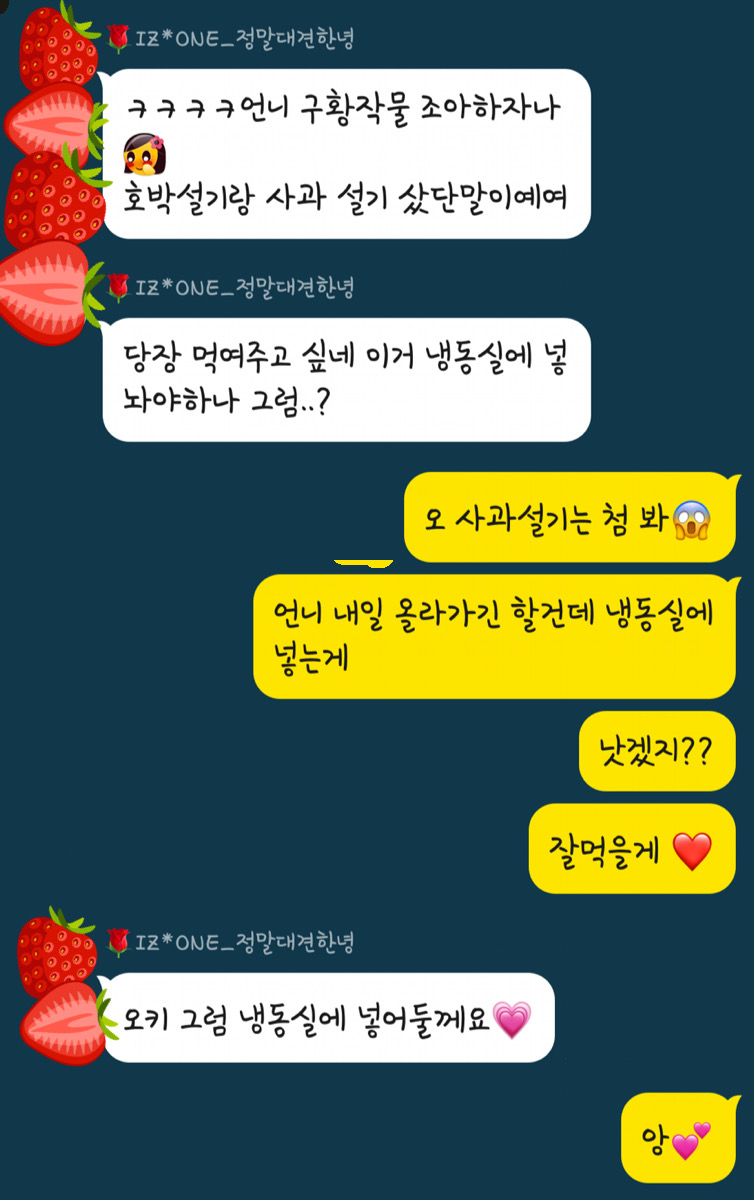 🌹IZ*ONE_정말대견한녕
ㅋㅋㅋㅋ언니 구황작물 조아하자나
호박설기랑 사과 설기 샀단말이예여
🌹IZ*ONE_정말대견한녕
당장 먹여주고 싶네 이거 냉동실에 넣
놔야하나 그럼..?
오 사과설기는 첨 봐😱
언니 내일 올라가긴 할건데 냉동실에
넣는게
낫겠지??
잘먹을게 ❤️
🌹IZ*ONE_정말대견한녕
오키 그럼 냉동실에 넣어둘께요💗
앙💕